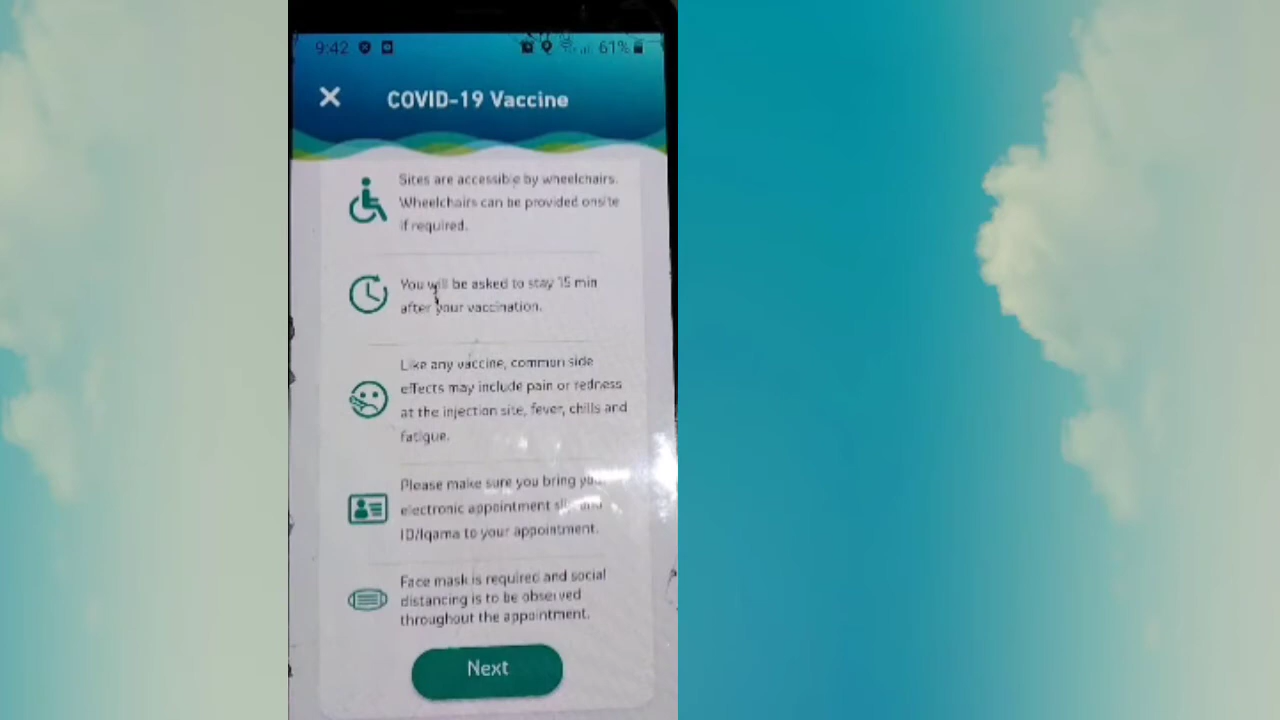 9:42
61%
COVID-19 Vaccine
Sites are accessible by wheelchairs.
Wheelchairs can be provided onsite
if required.
You will be asked to stay 15 min
after your vaccination.
Like any vaccine, common side
effects may include pain or redness
at the injection site, fever, chills and
fatigue.
Please make sure you bring
electronic appointment
ID/Iqama to your appointment.
Face mask is required and social
distancing is to be observed
throughout the appointment.
Next